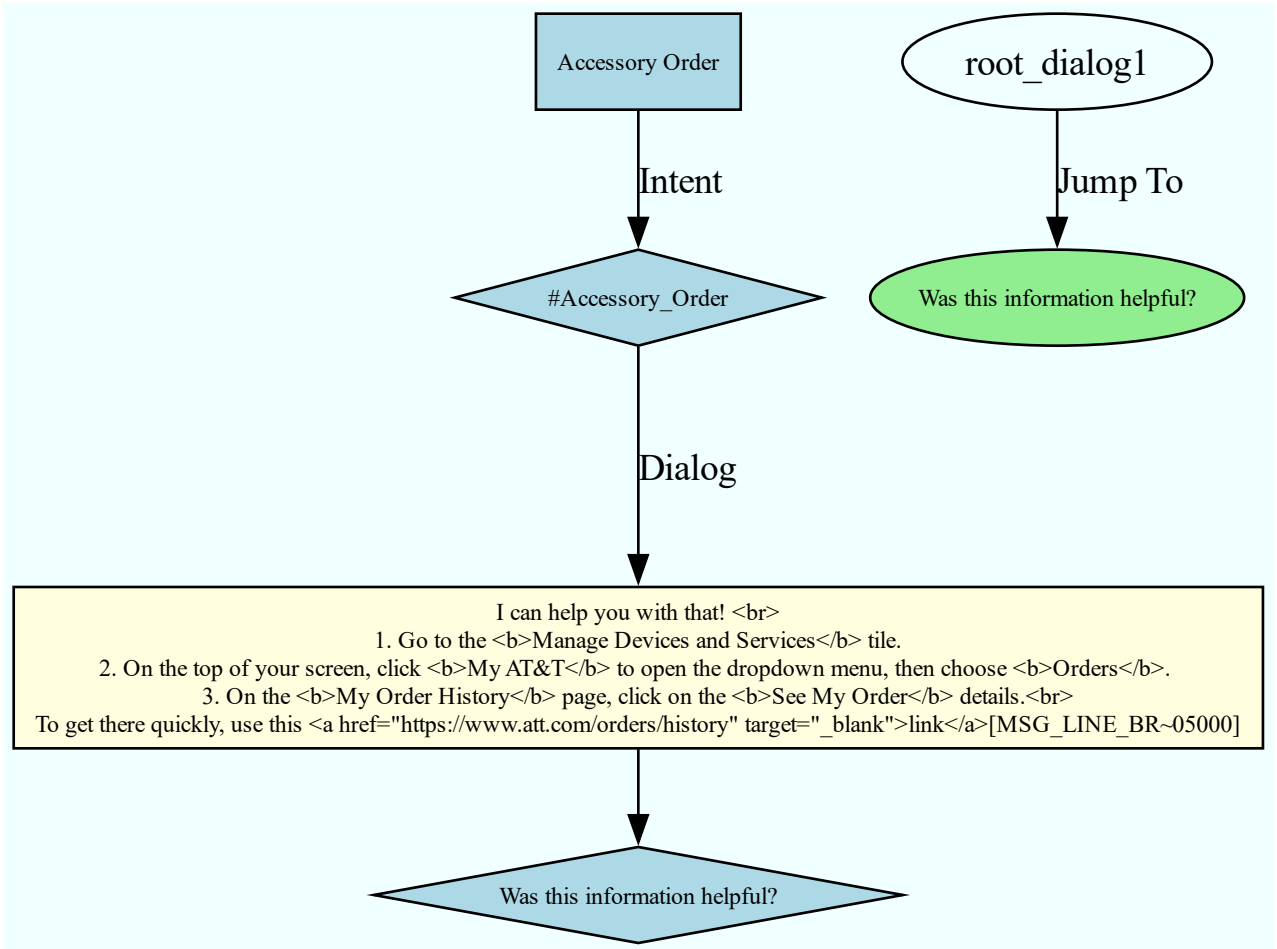 Accessory Order
root_dialog1
Intent
Jump To
#Accessory_Order
Was this information helpful?
Dialog
I can help you with that! <br>
1. Go to the <b>Manage Devices and Services</b> tile.
2. On the top of your screen, click <b>My AT&T</b> to open the dropdown menu, then choose <b>Orders</b>.
3. On the <b>My Order History</b> page, click on the <b>See My Order</b> details.<br>
To get there quickly, use this <a href="https://www.att.com/orders/history" target="_blank">link</a>[MSG_LINE_BR~05000]
Was this information helpful?